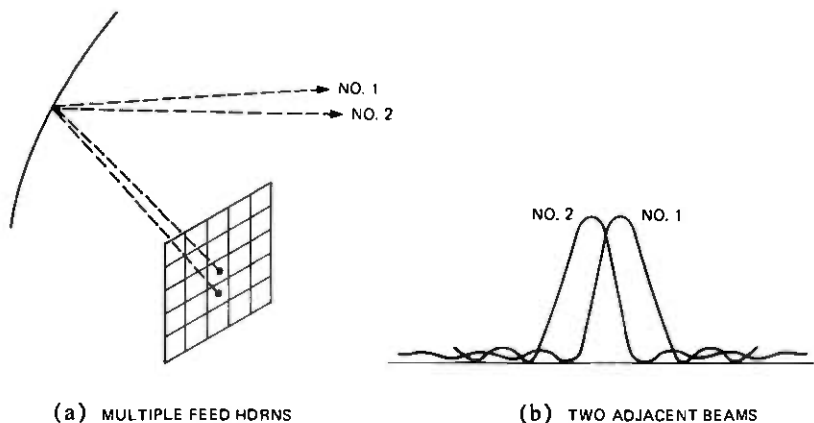 NO. 1
NO. 2
NO. 2 NO. 1
(a) MULTIPLE FEED HORNS
(b) TWO ADJACENT BEAMS